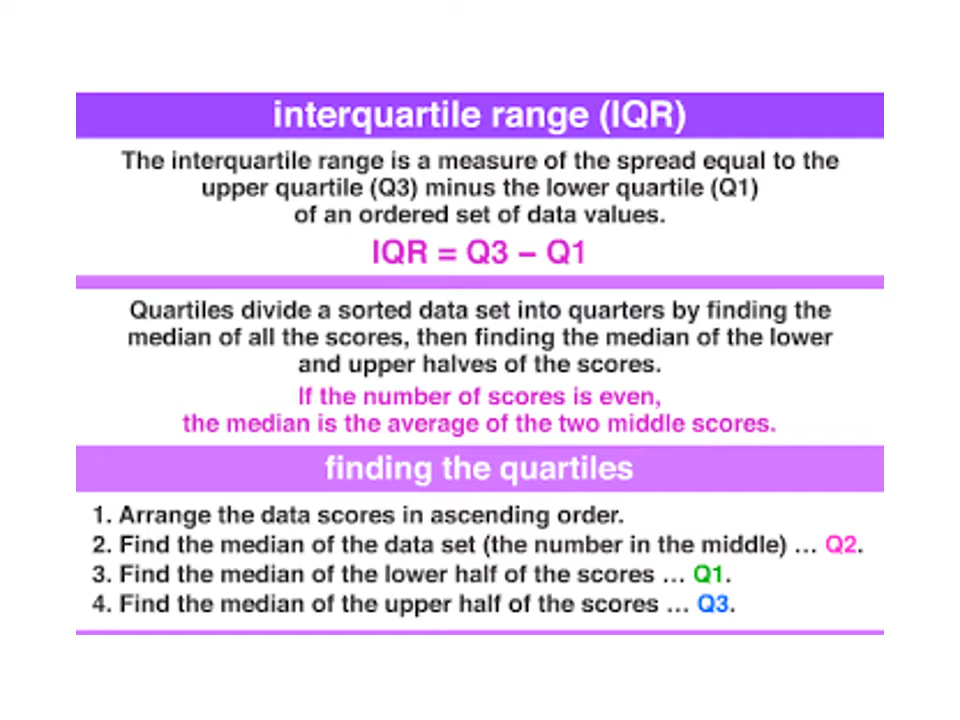 interquartile range (IQR)
The interquartile range is a measure of the spread equal to the
upper quartile (Q3) minus the lower quartile (Q1)
of an ordered set of data values.
IQR = Q3 – Q1
Quartiles divide a sorted data set into quarters by finding the
median of all the scores, then finding the median of the lower
and upper halves of the scores.
If the number of scores is even,
the median is the average of the two middle scores.
finding the quartiles
1. Arrange the data scores in ascending order.
2. Find the median of the data set (the number in the middle) … Q2.
3. Find the median of the lower half of the scores … Q1.
4. Find the median of the upper half of the scores … Q3.